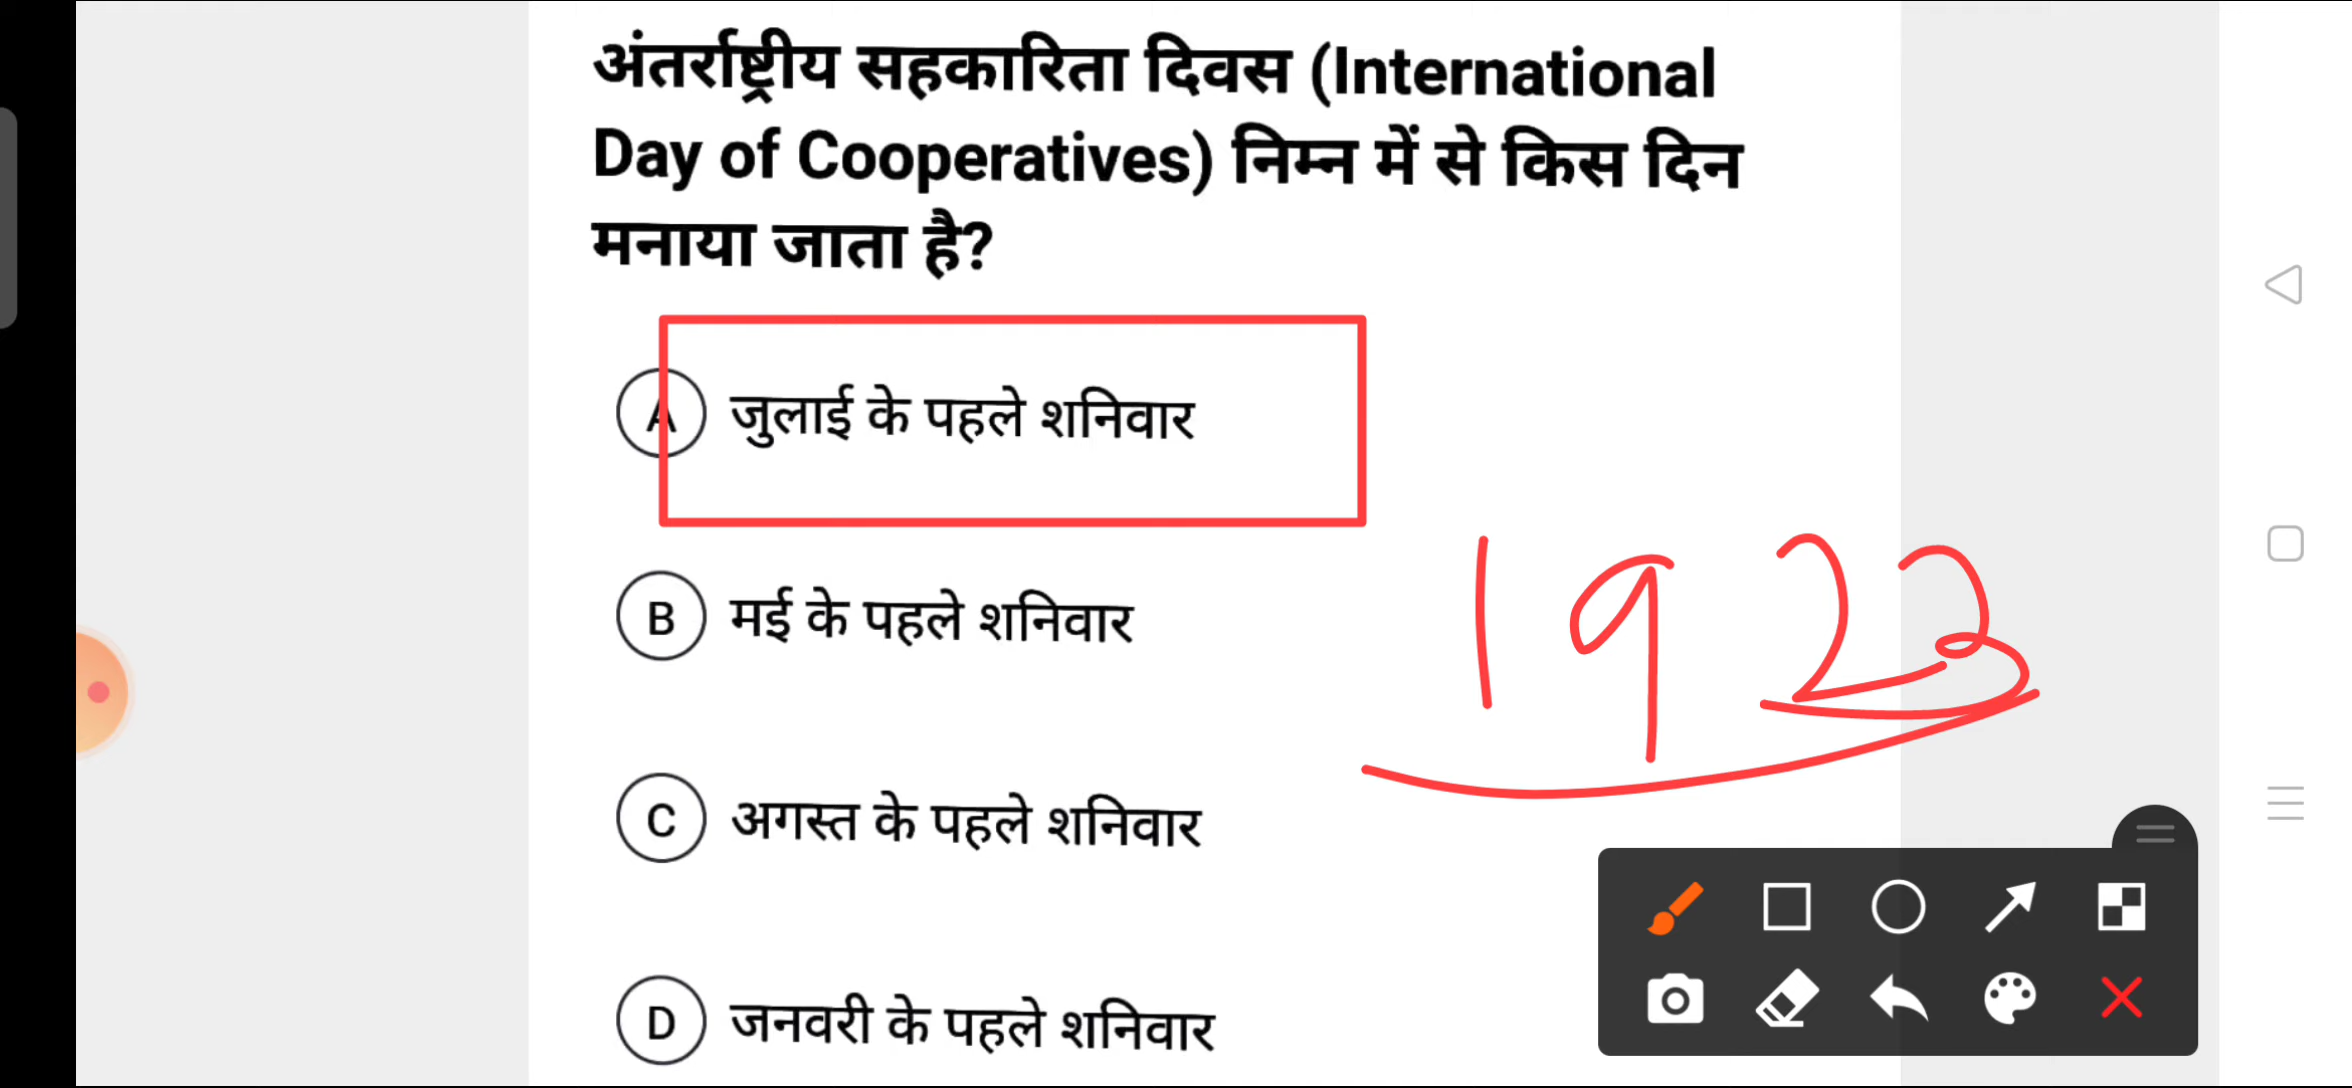 अंतर्राष्ट्रीय सहकारिता दिवस (International
Day of Cooperatives) निम्न में से किस दिन
मनाया जाता है?
A जुलाई के पहले शनिवार
B मई के पहले शनिवार
1923
C अगस्त के पहले शनिवार
D जनवरी के पहले शनिवार